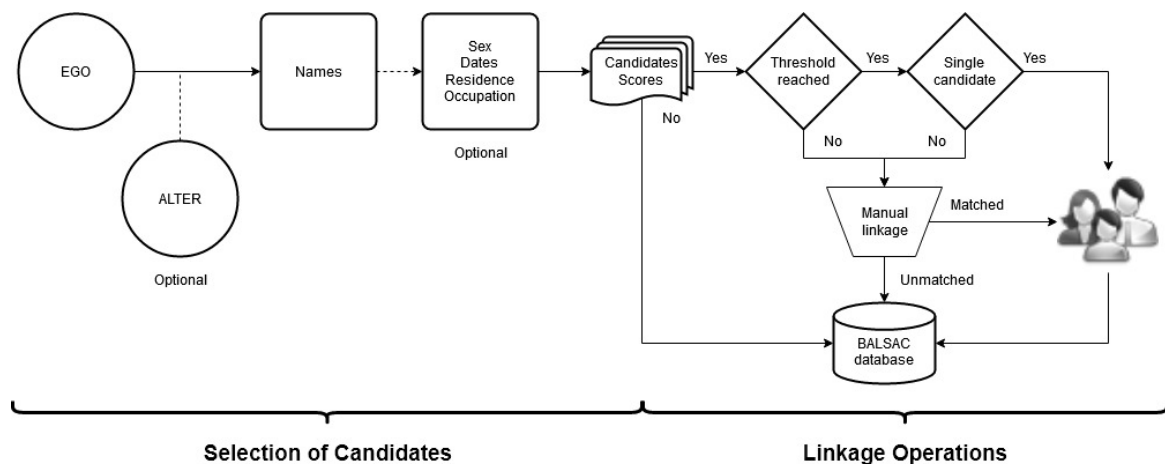 EGO
ALTER
Optional
Names
Sex
Dates
Residence
Occupation
Optional
Candidates
Scores
Yes
No
Threshold
reached
Yes
No
Single
candidate
Yes
No
Manual
linkage
Matched
Unmatched
BALSAC
database
Selection of Candidates
Linkage Operations